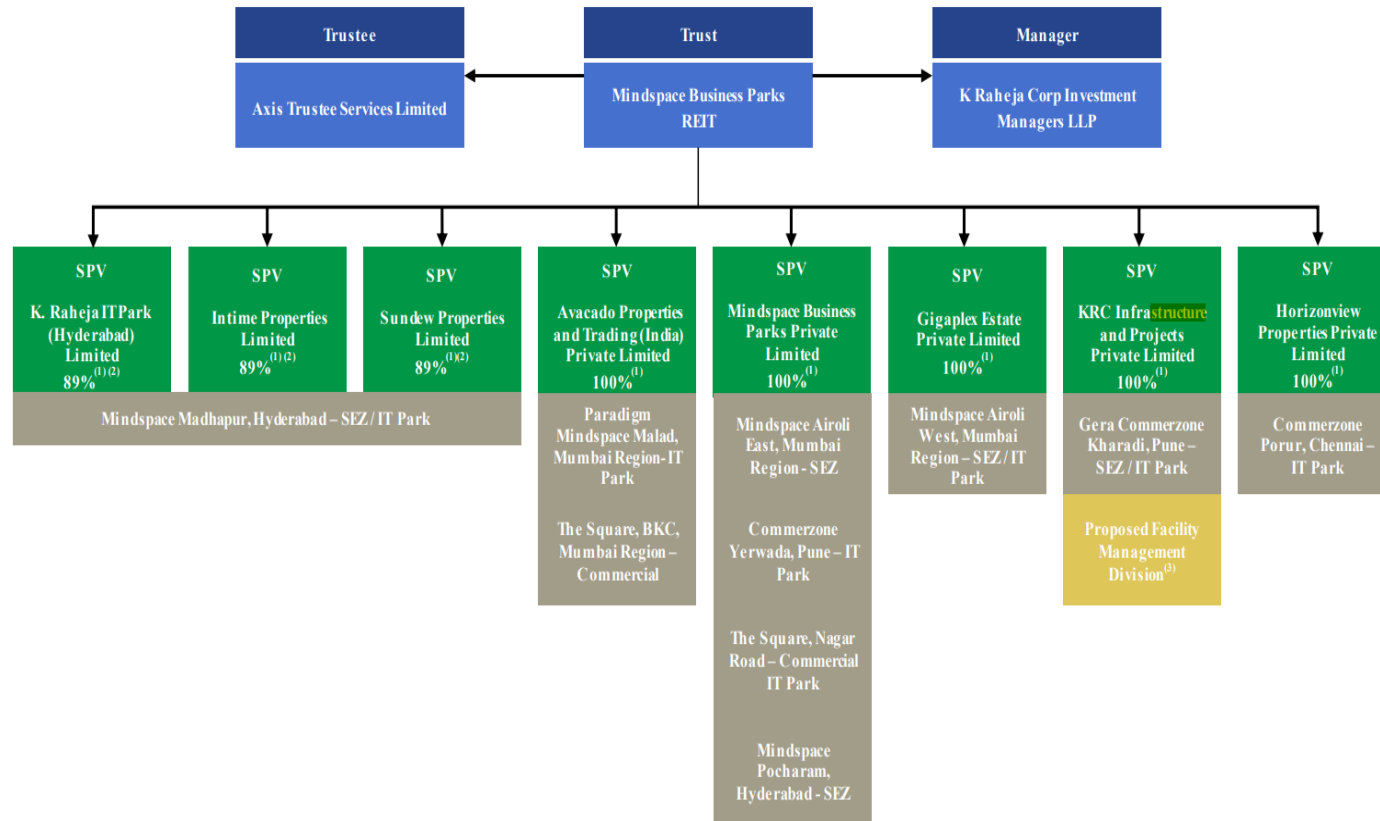 Trustee
Axis Trustee Services Limited
Trust
Mindspace Business Parks
REIT
Manager
K Raheja Corp Investment
Managers LLP
SPV
K. Raheja IT Park
(Hyderabad)
Limited
89%(1) (2)
SPV
Intime Properties
Limited
89%(1) (2)
SPV
Sundew Properties
Limited
89%(1)(2)
Mindspace Madhapur, Hyderabad – SEZ / IT Park
SPV
Avacado Properties
and Trading (India)
Private Limited
100%(1)
Paradigm
Mindspace Malad,
Mumbai Region- IT
Park
The Square, BKC,
Mumbai Region –
Commercial
SPV
Mindspace Business
Parks Private
Limited
100%(1)
Mindspace Airoli
East, Mumbai
Region - SEZ
Commerzone
Yerwada, Pune – IT
Park
The Square, Nagar
Road – Commercial
IT Park
Mindspace
Pocharam,
Hyderabad - SEZ
SPV
Gigaplex Estate
Private Limited
100%(1)
Mindspace Airoli
West, Mumbai
Region – SEZ / IT Park
SPV
KRC Infrastructure
and Projects
Private Limited
100%(1)
Gera Commerzone
Kharadi, Pune –
SEZ / IT Park
Proposed Facility
Management
Division(3)
SPV
Horizonview
Properties Private
Limited
100%(1)
Commerzone
Porur, Chennai –
IT Park